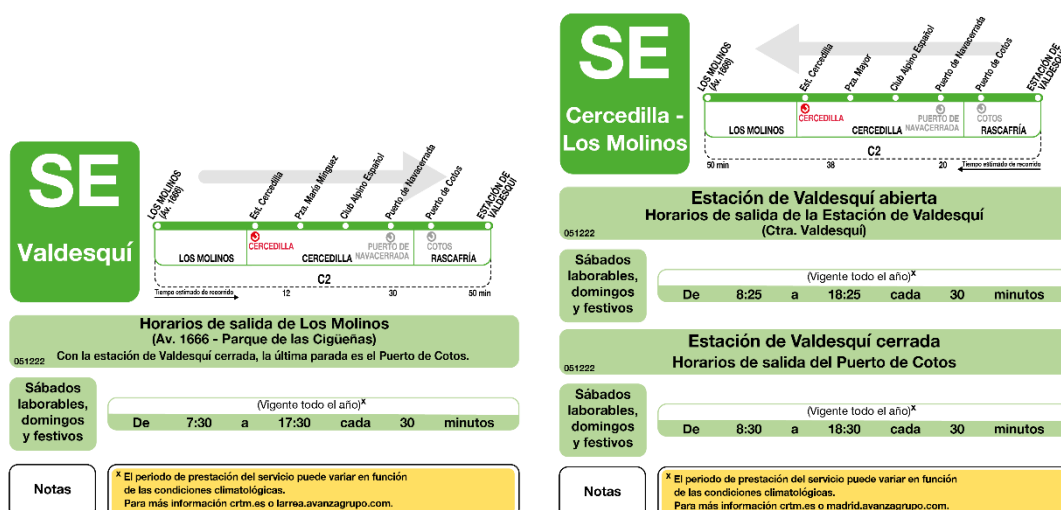 SE
Valdesquí
LOS MOLINOS
(Av. 1666)
Est. Cercedilla
Pza. María Minguez
Club Alpino Español
Puerto de Navacerrada
Puerto de Cotos
ESTACIÓN DE
VALDESQUÍ
CERCEDILLA
PUERTO DE
NAVACERRADA
COTOS
LOS MOLINOS
CERCEDILLA
RASCAFRÍA
C2
Tiempo estimado de recorrido
12
30
50 min
Horarios de salida de Los Molinos
(Av. 1666 - Parque de las Cigüeñas)
051222
Con la estación de Valdesquí cerrada, la última parada es el Puerto de Cotos.
Sábados
laborables,
domingos
y festivos
(Vigente todo el año)x
De 7:30 a 17:30 cada 30 minutos
Notas
x El periodo de prestación del servicio puede variar en función
de las condiciones climatológicas.
Para más información crtm.es o larrea.avanzagrupo.com.
SE
Cercedilla -
Los Molinos
LOS MOLINOS
(Av. 1666)
Est. Cercedilla
Pza. Mayor
Club Alpino Español
Puerto de Navacerrada
Puerto de Cotos
ESTACIÓN DE
VALDESQUÍ
CERCEDILLA
PUERTO DE
NAVACERRADA
COTOS
LOS MOLINOS
CERCEDILLA
RASCAFRÍA
C2
50 min
38
20
Tiempo estimado de recorrido
Estación de Valdesquí abierta
Horarios de salida de la Estación de Valdesquí
(Ctra. Valdesquí)
051222
Sábados
laborables,
domingos
y festivos
(Vigente todo el año)x
De 8:25 a 18:25 cada 30 minutos
Estación de Valdesquí cerrada
Horarios de salida del Puerto de Cotos
051222
Sábados
laborables,
domingos
y festivos
(Vigente todo el año)x
De 8:30 a 18:30 cada 30 minutos
Notas
x El periodo de prestación del servicio puede variar en función
de las condiciones climatológicas.
Para más información crtm.es o madrid.avanzagrupo.com.